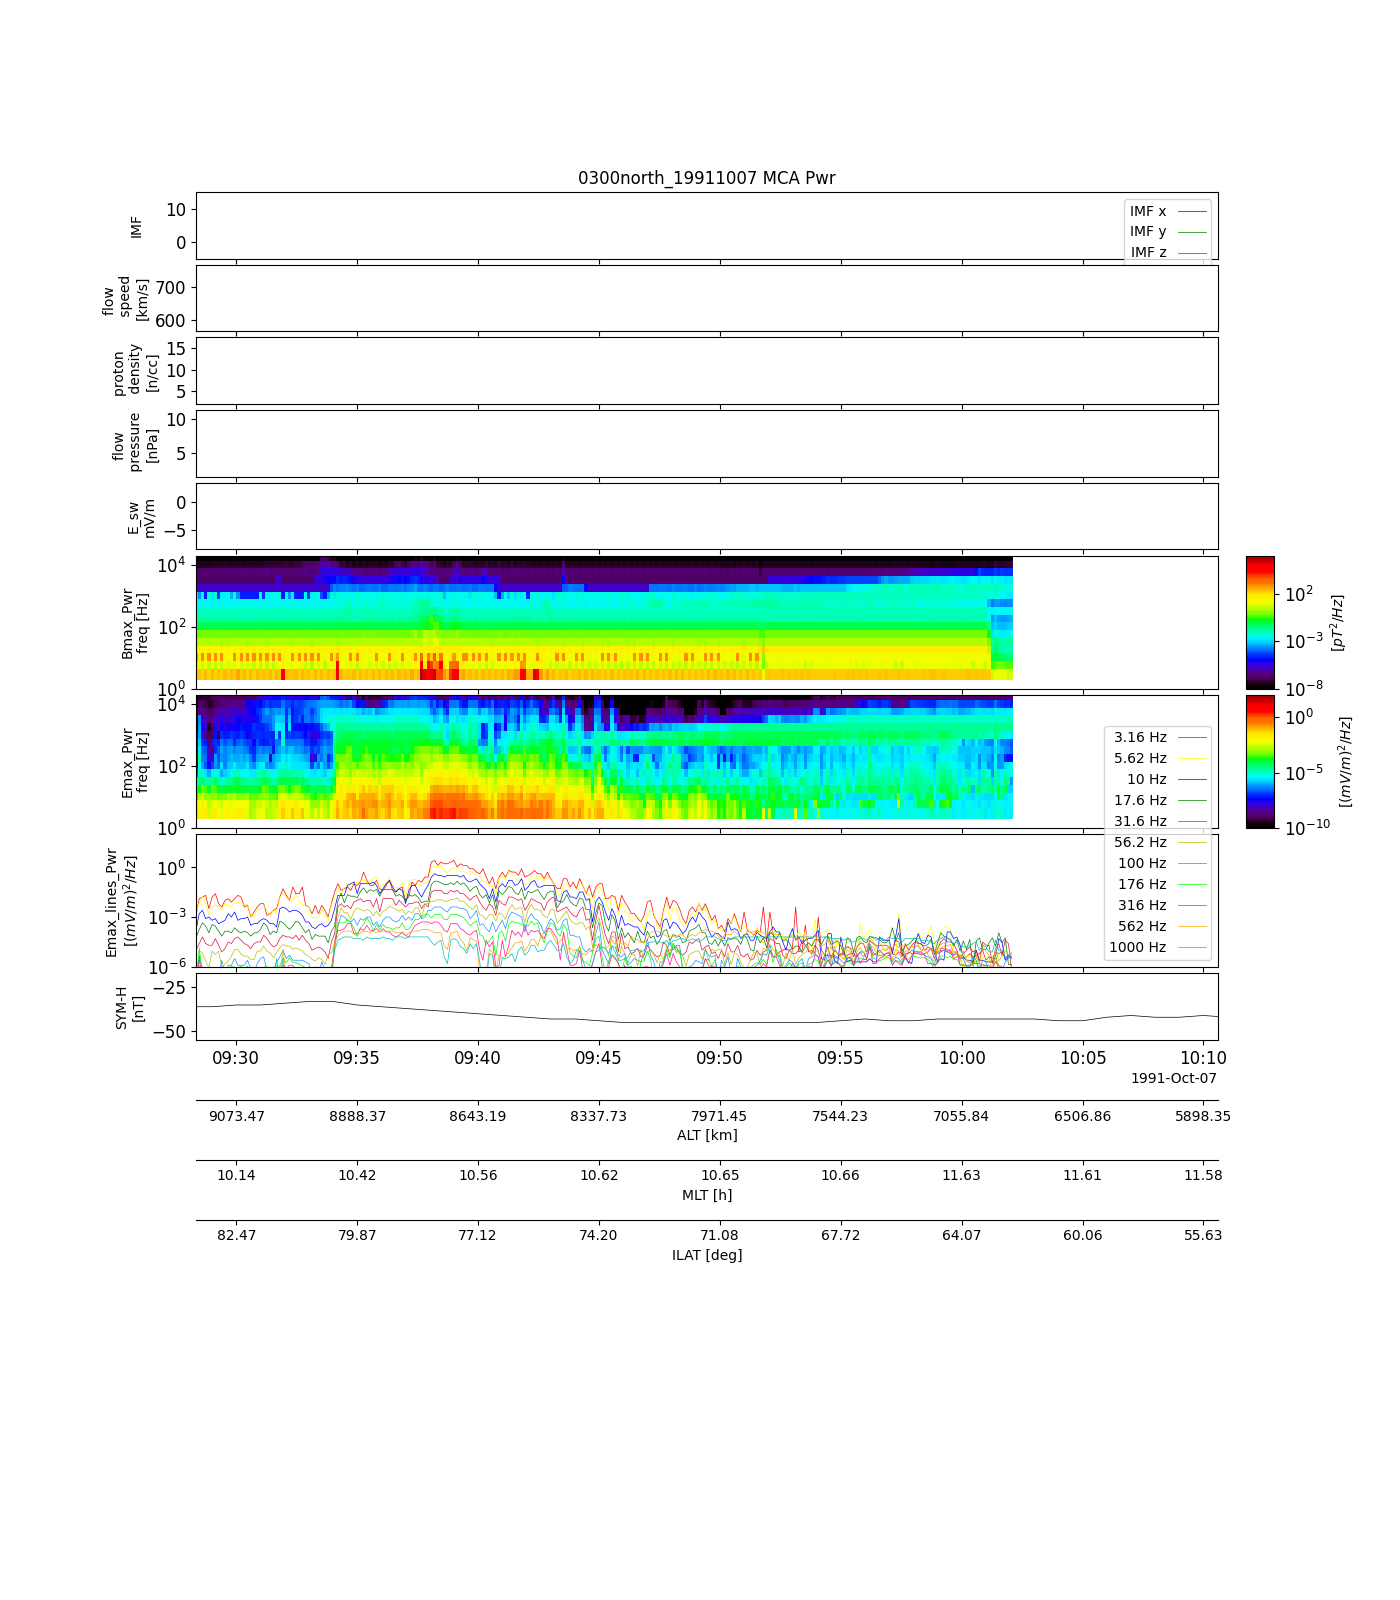 0300north_19911007 MCA Pwr
IMF
10
0
IMF x
IMF y
IMF z
flow
speed
[km/s]
700
600
proton
density
[n/cc]
15
10
5
flow
pressure
[nPa]
10
5
E_sw
mV/m
0
−5
Bmax_Pwr
freq [Hz]
10^4
10^2
10^0
10^2
10^−3
10^−8
[pT^2/Hz]
Emax_Pwr
freq [Hz]
10^4
10^2
10^0
10^0
10^−5
10^−10
[(mV/m)^2/Hz]
3.16 Hz
5.62 Hz
10 Hz
17.6 Hz
31.6 Hz
56.2 Hz
100 Hz
176 Hz
316 Hz
562 Hz
1000 Hz
Emax_lines_Pwr
[(mV/m)^2/Hz]
10^0
10^−3
10^−6
SYM-H
[nT]
−25
−50
09:30 09:35 09:40 09:45 09:50 09:55 10:00 10:05 10:10
1991-Oct-07
9073.47 8888.37 8643.19 8337.73 7971.45 7544.23 7055.84 6506.86 5898.35
ALT [km]
10.14 10.42 10.56 10.62 10.65 10.66 11.63 11.61 11.58
MLT [h]
82.47 79.87 77.12 74.20 71.08 67.72 64.07 60.06 55.63
ILAT [deg]